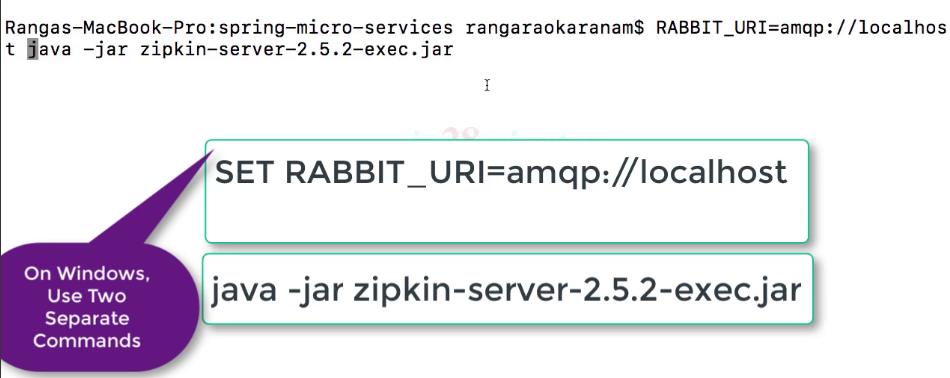 Rangas-MacBook-Pro:spring-micro-services rangaraokaranam$ RABBIT_URI=amqp://localhos
t java -jar zipkin-server-2.5.2-exec.jar
28
SET RABBIT_URI=amqp://localhost
java -jar zipkin-server-2.5.2-exec.jar
On Windows,
Use Two
Separate
Commands